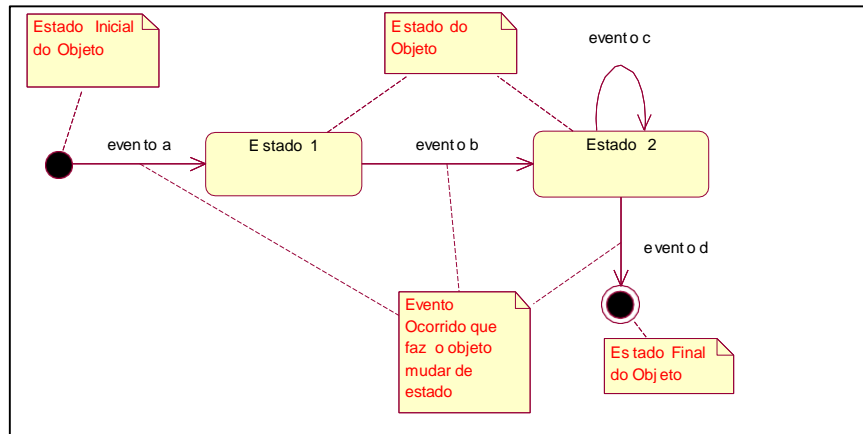 Estado Inicial
do Objeto
Estado do
Objeto
evento c
evento a
Estado 1
evento b
Estado 2
evento d
Evento
Ocorrido que
faz o objeto
mudar de
estado
Estado Final
do Objeto